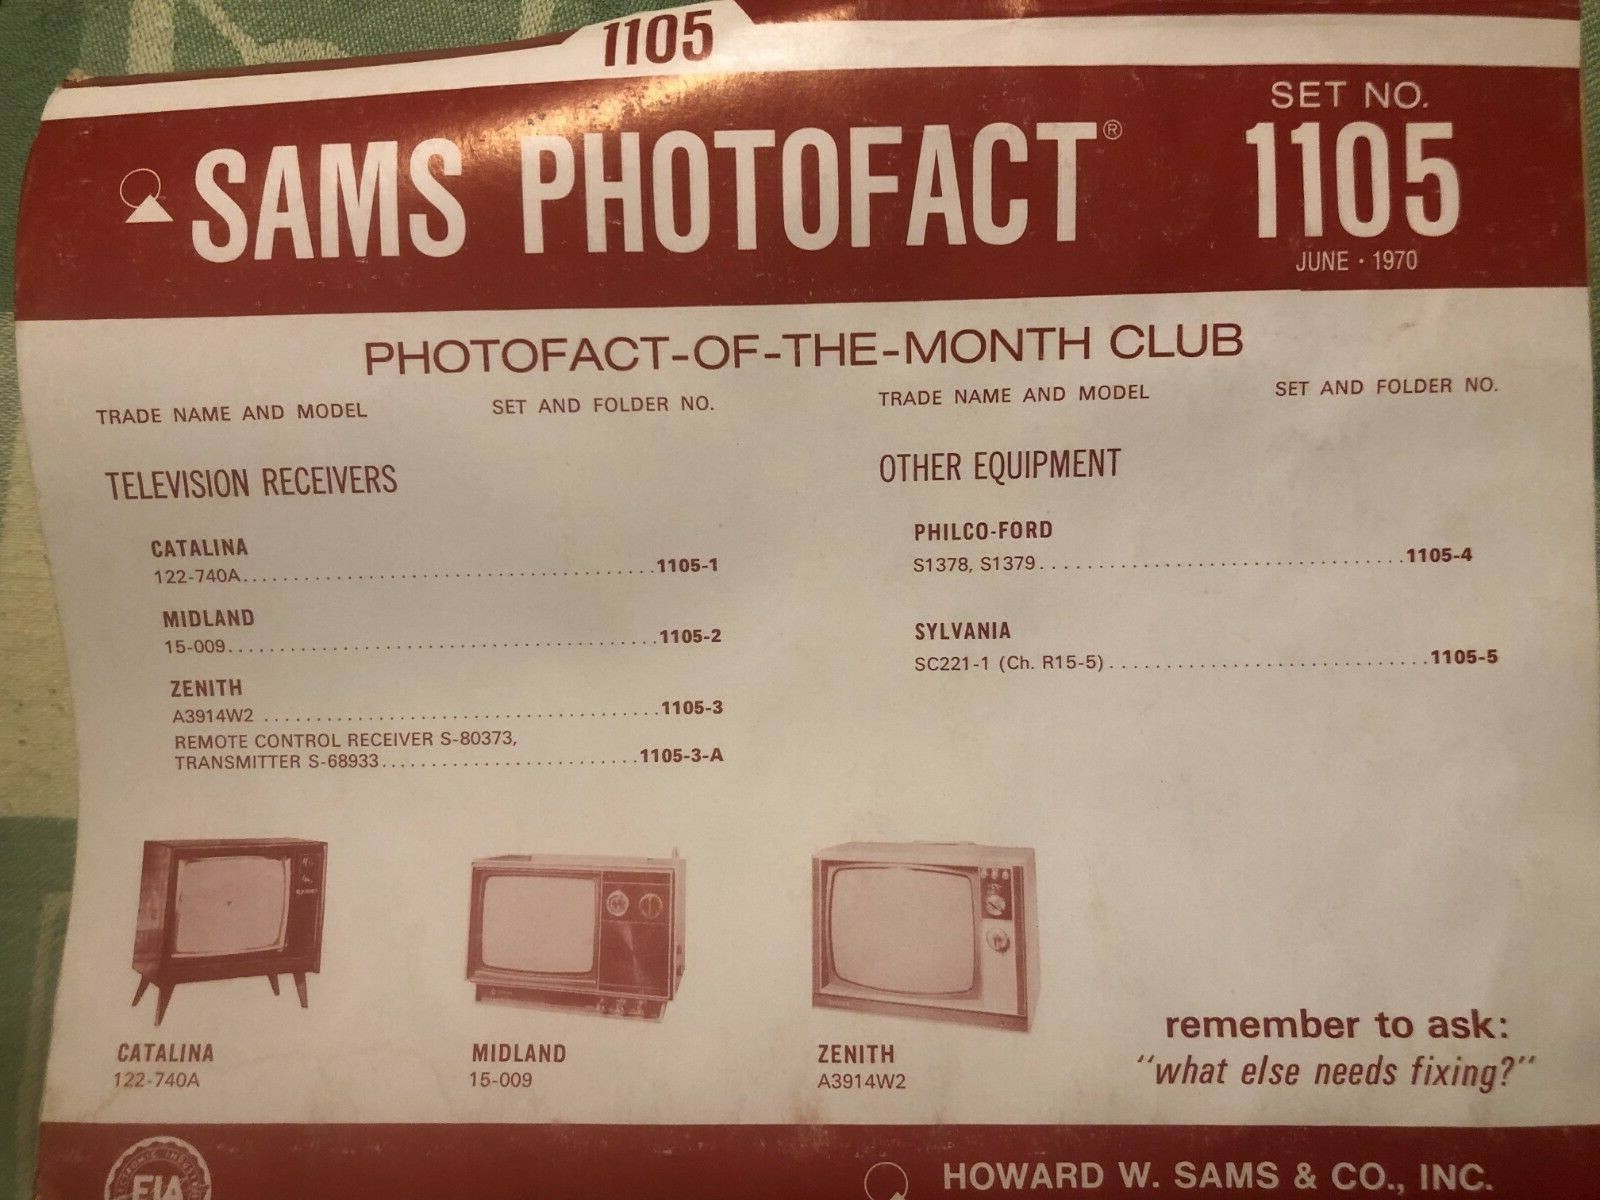 1105
SAMS PHOTOFACT®
SET NO.
1105
JUNE · 1970
PHOTOFACT-OF-THE-MONTH CLUB
TRADE NAME AND MODEL SET AND FOLDER NO.
TELEVISION RECEIVERS
CATALINA
122-740A. . . . . . . . . . . . . . . . . . . . . . . . . . . . . . . . . . . . . . .1105-1
MIDLAND
15-009. . . . . . . . . . . . . . . . . . . . . . . . . . . . . . . . . . . . . . . . .1105-2
ZENITH
A3914W2 . . . . . . . . . . . . . . . . . . . . . . . . . . . . . . . . . . . . . .1105-3
REMOTE CONTROL RECEIVER S-80373,
TRANSMITTER S-68933. . . . . . . . . . . . . . . . . . . . . . . . .1105-3-A
TRADE NAME AND MODEL SET AND FOLDER NO.
OTHER EQUIPMENT
PHILCO-FORD
S1378, S1379. . . . . . . . . . . . . . . . . . . . . . . . . . . . . . . . . .1105-4
SYLVANIA
SC221-1 (Ch. R15-5). . . . . . . . . . . . . . . . . . . . . . . . . . . . . .1105-5
CATALINA
122-740A
MIDLAND
15-009
ZENITH
A3914W2
remember to ask:
"what else needs fixing?"
EIA
HOWARD W. SAMS & CO., INC.